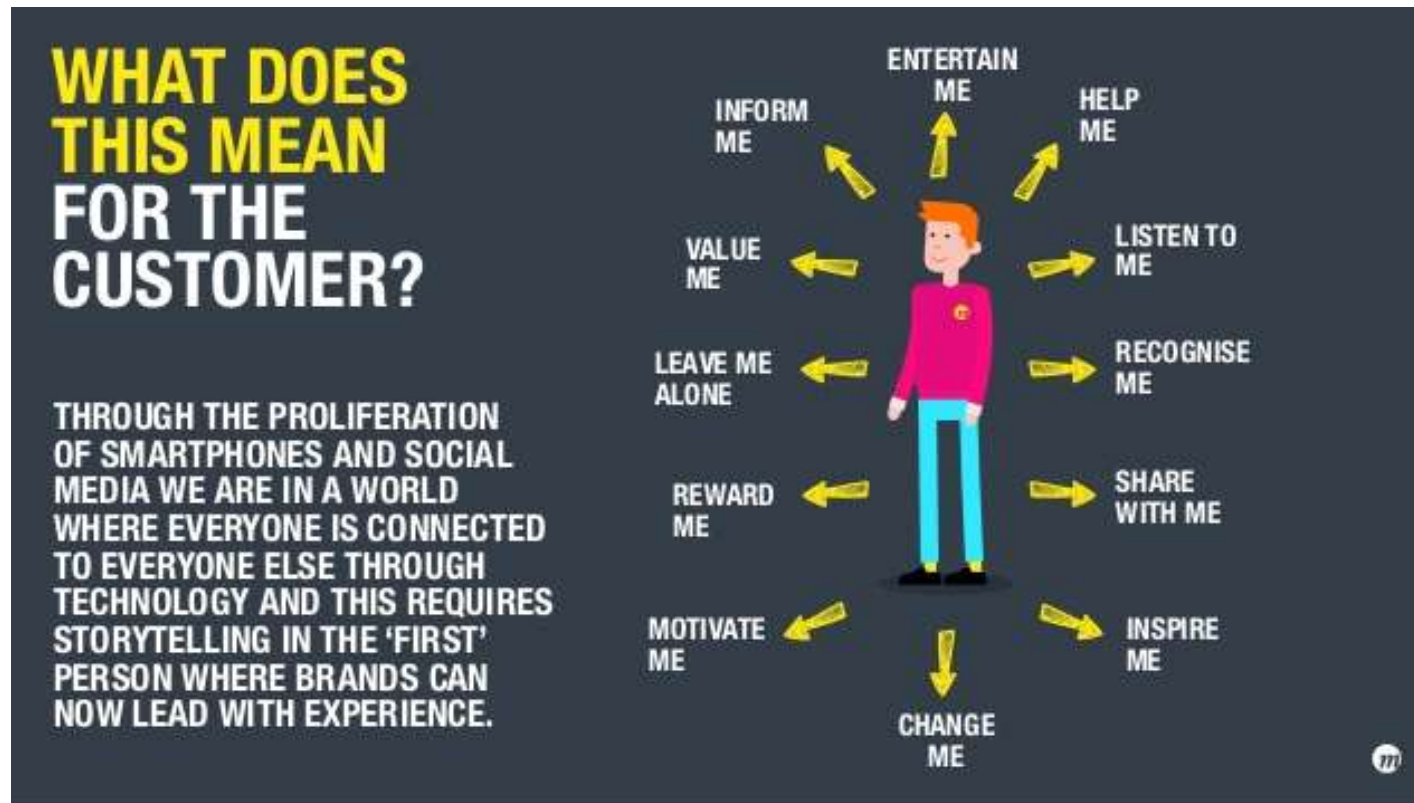 WHAT DOES
THIS MEAN
FOR THE
CUSTOMER?
THROUGH THE PROLIFERATION
OF SMARTPHONES AND SOCIAL
MEDIA WE ARE IN A WORLD
WHERE EVERYONE IS CONNECTED
TO EVERYONE ELSE THROUGH
TECHNOLOGY AND THIS REQUIRES
STORYTELLING IN THE ‘FIRST’
PERSON WHERE BRANDS CAN
NOW LEAD WITH EXPERIENCE.
ENTERTAIN
ME
INFORM
ME
HELP
ME
VALUE
ME
LISTEN TO
ME
LEAVE ME
ALONE
RECOGNISE
ME
REWARD
ME
SHARE
WITH ME
MOTIVATE
ME
INSPIRE
ME
CHANGE
ME
m
m